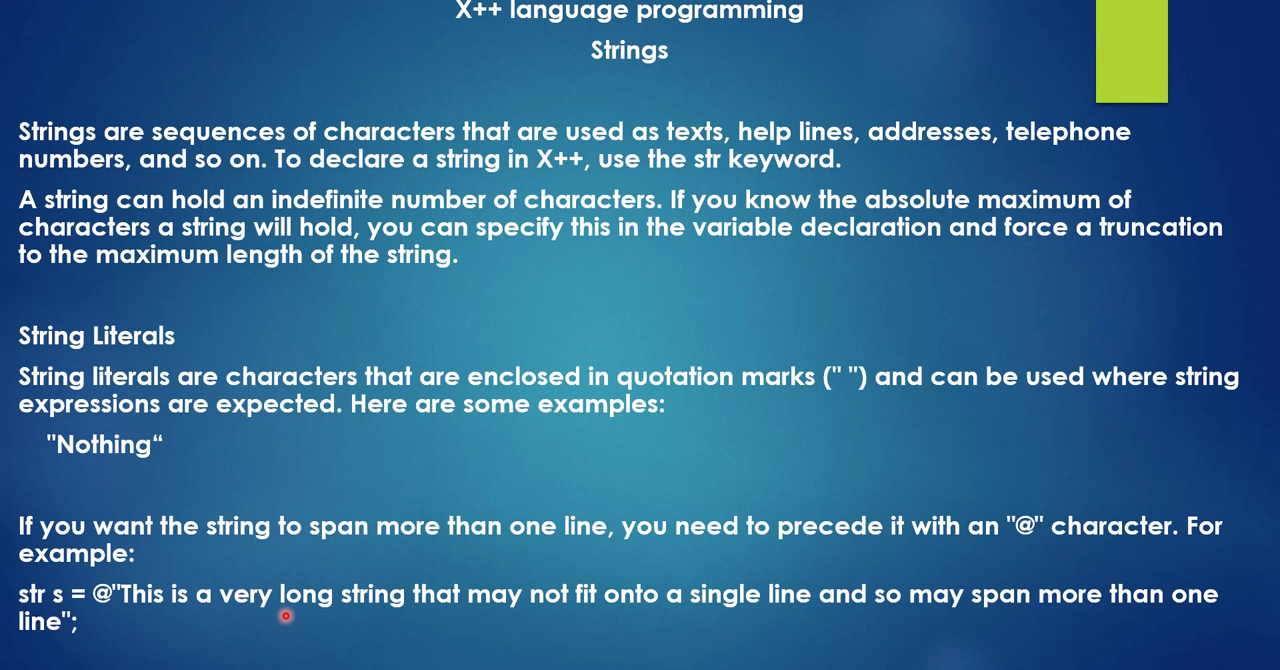 X++ language programming
Strings
Strings are sequences of characters that are used as texts, help lines, addresses, telephone
numbers, and so on. To declare a string in X++, use the str keyword.
A string can hold an indefinite number of characters. If you know the absolute maximum of
characters a string will hold, you can specify this in the variable declaration and force a truncation
to the maximum length of the string.
String Literals
String literals are characters that are enclosed in quotation marks (" ") and can be used where string
expressions are expected. Here are some examples:
"Nothing“
If you want the string to span more than one line, you need to precede it with an "@" character. For
example:
str s = @"This is a very long string that may not fit onto a single line and so may span more than one
line";